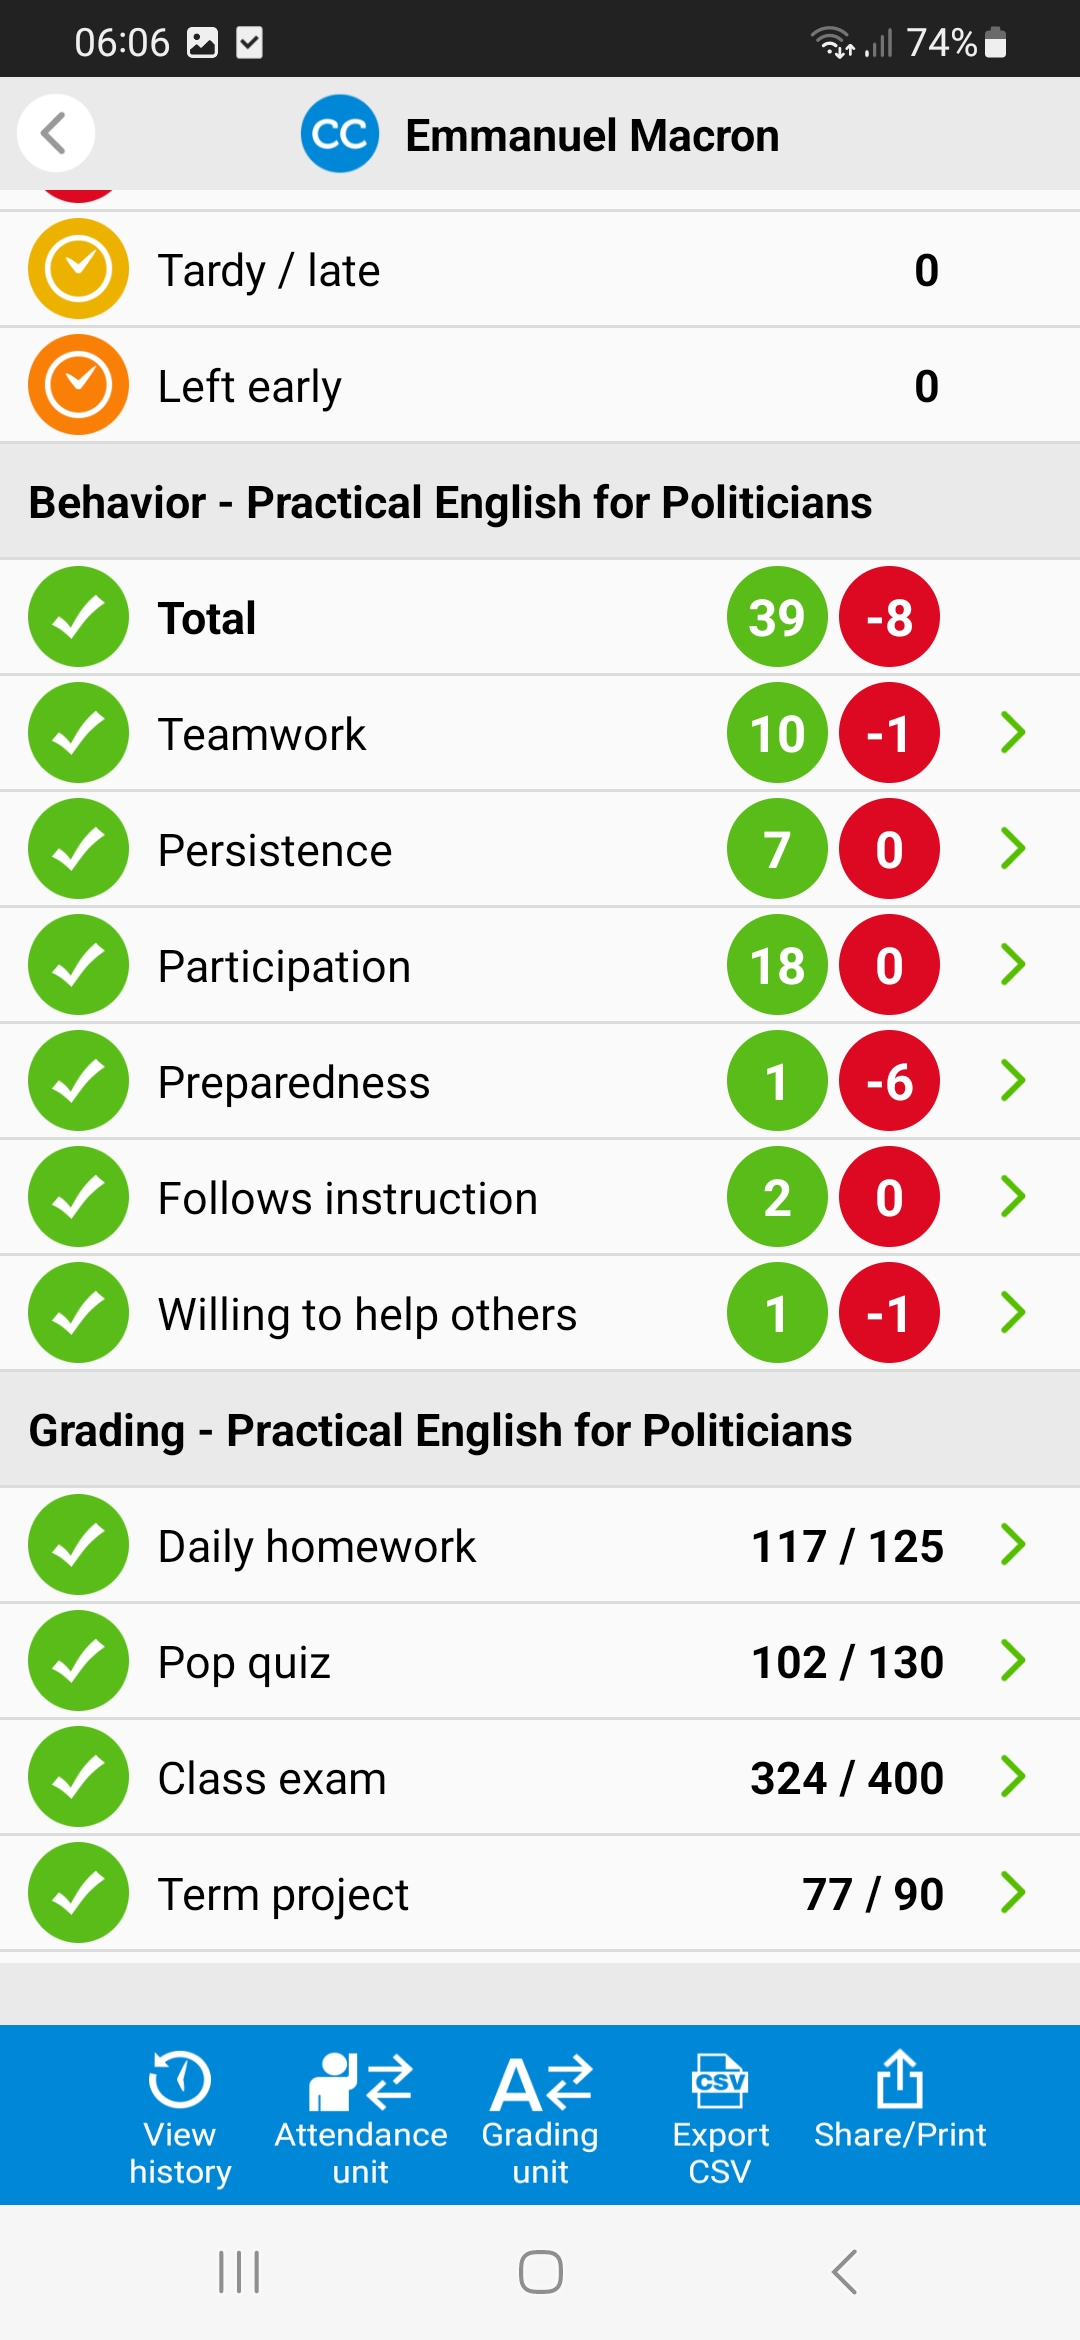 06:06 74%
CC Emmanuel Macron
Tardy / late 0
Left early 0
Behavior - Practical English for Politicians
Total 39 -8
Teamwork 10 -1
Persistence 7 0
Participation 18 0
Preparedness 1 -6
Follows instruction 2 0
Willing to help others 1 -1
Grading - Practical English for Politicians
Daily homework 117 / 125
Pop quiz 102 / 130
Class exam 324 / 400
Term project 77 / 90
A CSV
View Attendance Grading Export Share/Print
history unit unit CSV